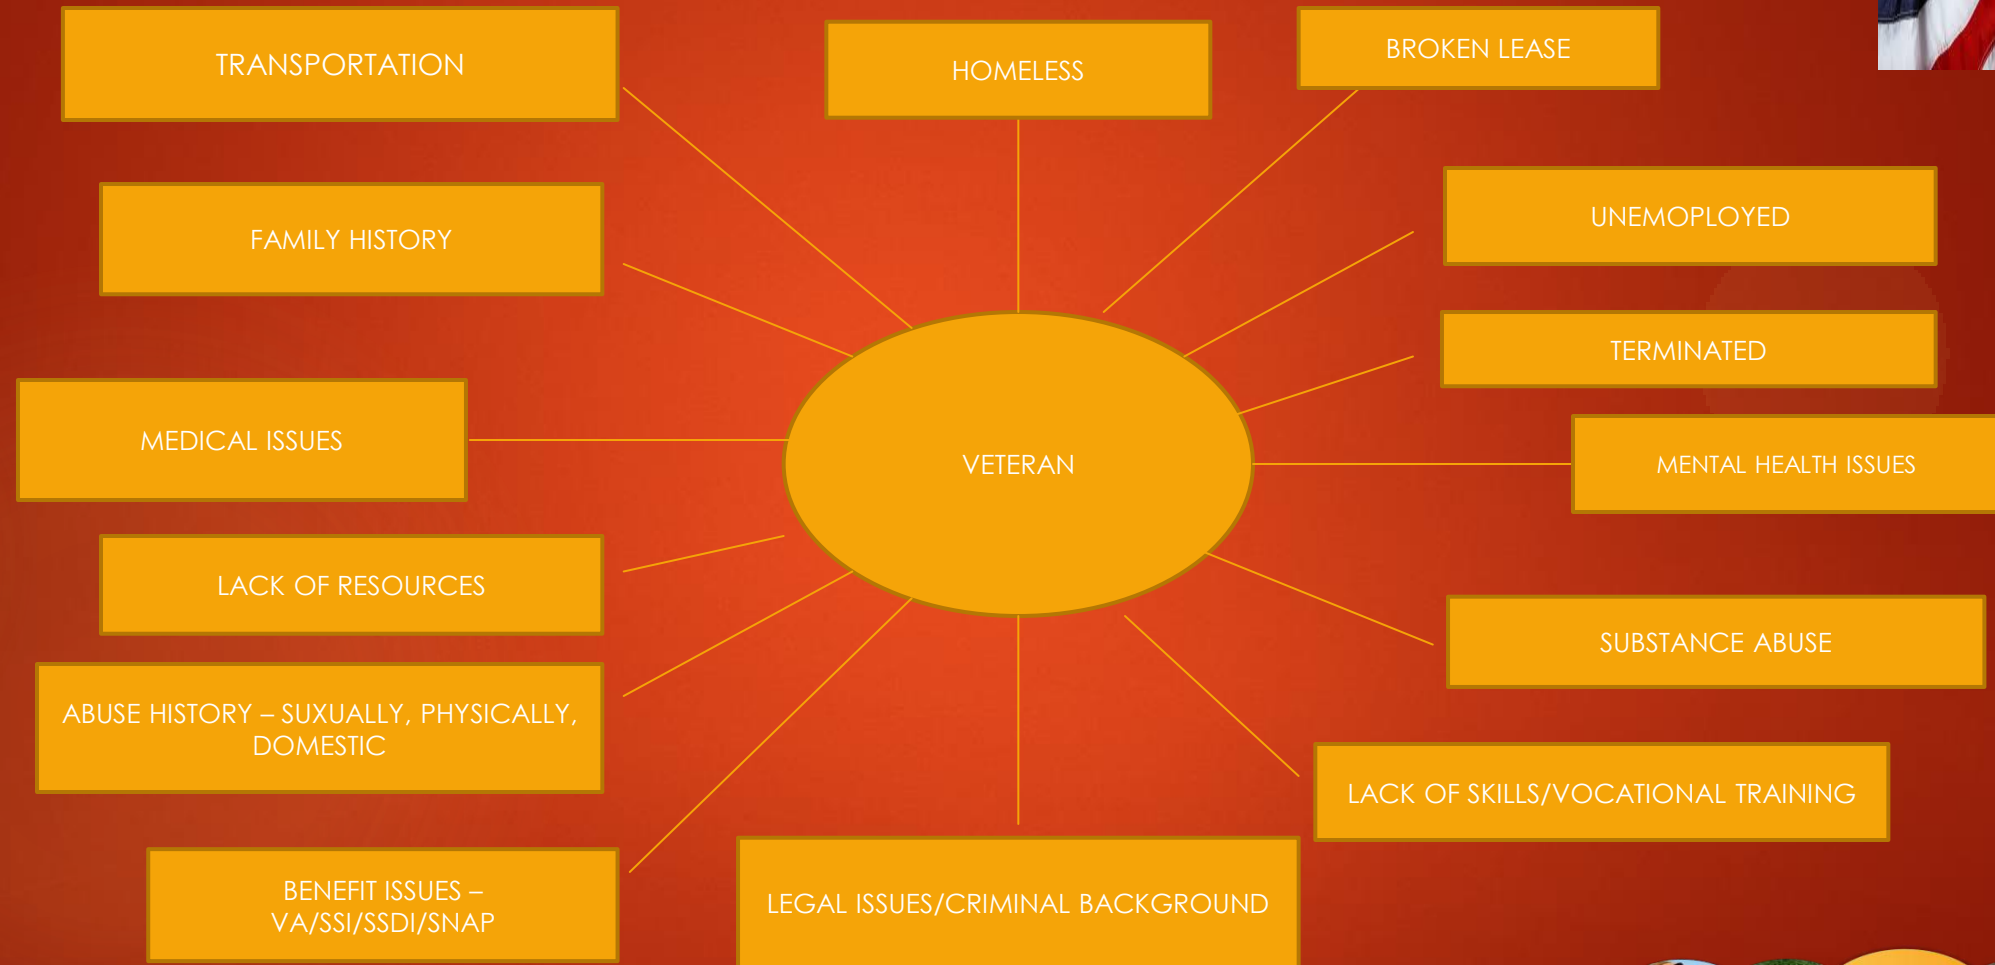 TRANSPORTATION
HOMELESS
BROKEN LEASE
FAMILY HISTORY
UNEMOPLOYED
TERMINATED
MEDICAL ISSUES
VETERAN
MENTAL HEALTH ISSUES
LACK OF RESOURCES
SUBSTANCE ABUSE
ABUSE HISTORY – SUXUALLY, PHYSICALLY,
DOMESTIC
LACK OF SKILLS/VOCATIONAL TRAINING
BENEFIT ISSUES –
VA/SSI/SSDI/SNAP
LEGAL ISSUES/CRIMINAL BACKGROUND